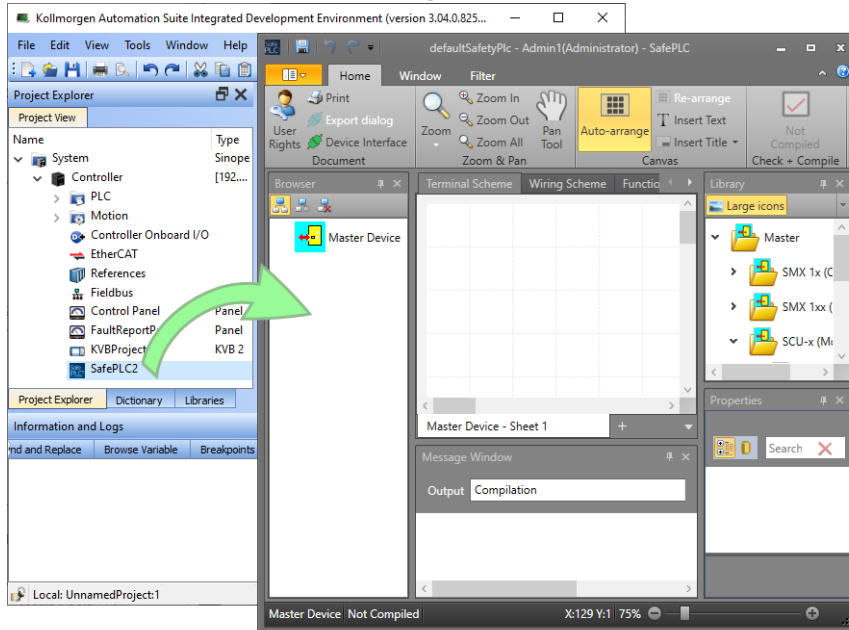 Kollmorgen Automation Suite Integrated Development Environment (version 3.04.0.825...
File Edit View Tools Window Help
Project Explorer
Project View
Name Type
System Sinope
Controller [192....
PLC
Motion
Controller Onboard I/O
EtherCAT
References
Fieldbus
Control Panel Panel
FaultReportP Panel
KVBProject KVB 2
SafePLC2
Project Explorer Dictionary Libraries
Information and Logs
nd and Replace Browse Variable Breakpoints
Local: UnnamedProject:1
SAFE PLC
defaultSafetyPlc - Admin1(Administrator) - SafePLC
Home Window Filter
User Rights
Print
Export dialog
Device Interface
Document
Zoom
Zoom In
Zoom Out
Zoom All
Pan Tool
Zoom & Pan
Auto-arrange
Re-arrange
Insert Text
Insert Title
Canvas
Not Compiled
Check + Compile
Browser
Master Device
Terminal Scheme Wiring Scheme Functio
Master Device - Sheet 1 +
Message Window
Output Compilation
Library
Large icons
Master
SMX 1x (C
SMX 1xx (
SCU-x (Mo
Properties
Search
Master Device Not Compiled X:129 Y:1 75%